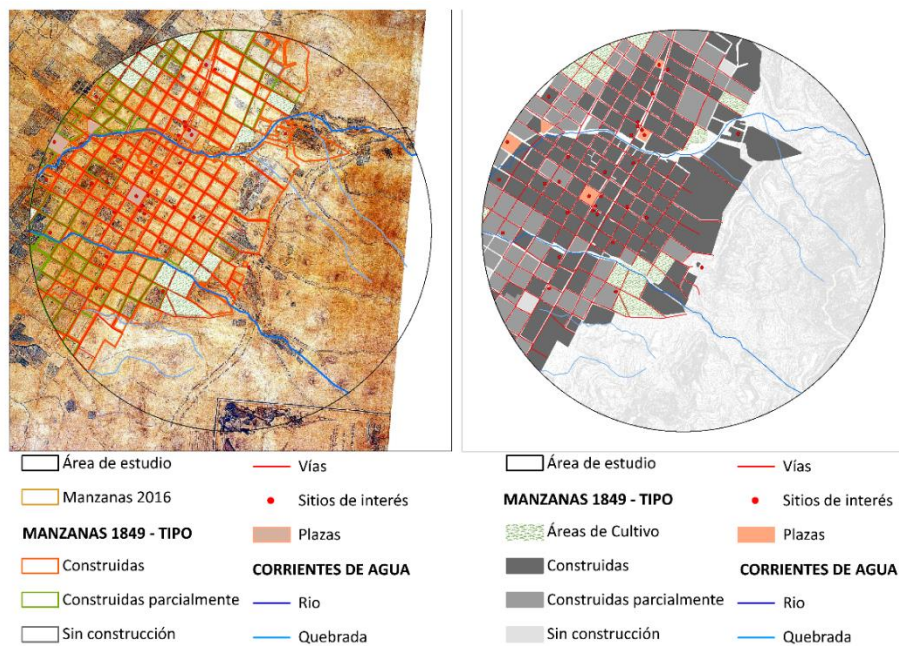 Área de estudio
Manzanas 2016
MANZANAS 1849 - TIPO
Construidas
Construidas parcialmente
Sin construcción
Vías
Sitios de interés
Plazas
CORRIENTES DE AGUA
Rio
Quebrada
Área de estudio
MANZANAS 1849 - TIPO
Áreas de Cultivo
Construidas
Construidas parcialmente
Sin construcción
Vías
Sitios de interés
Plazas
CORRIENTES DE AGUA
Rio
Quebrada